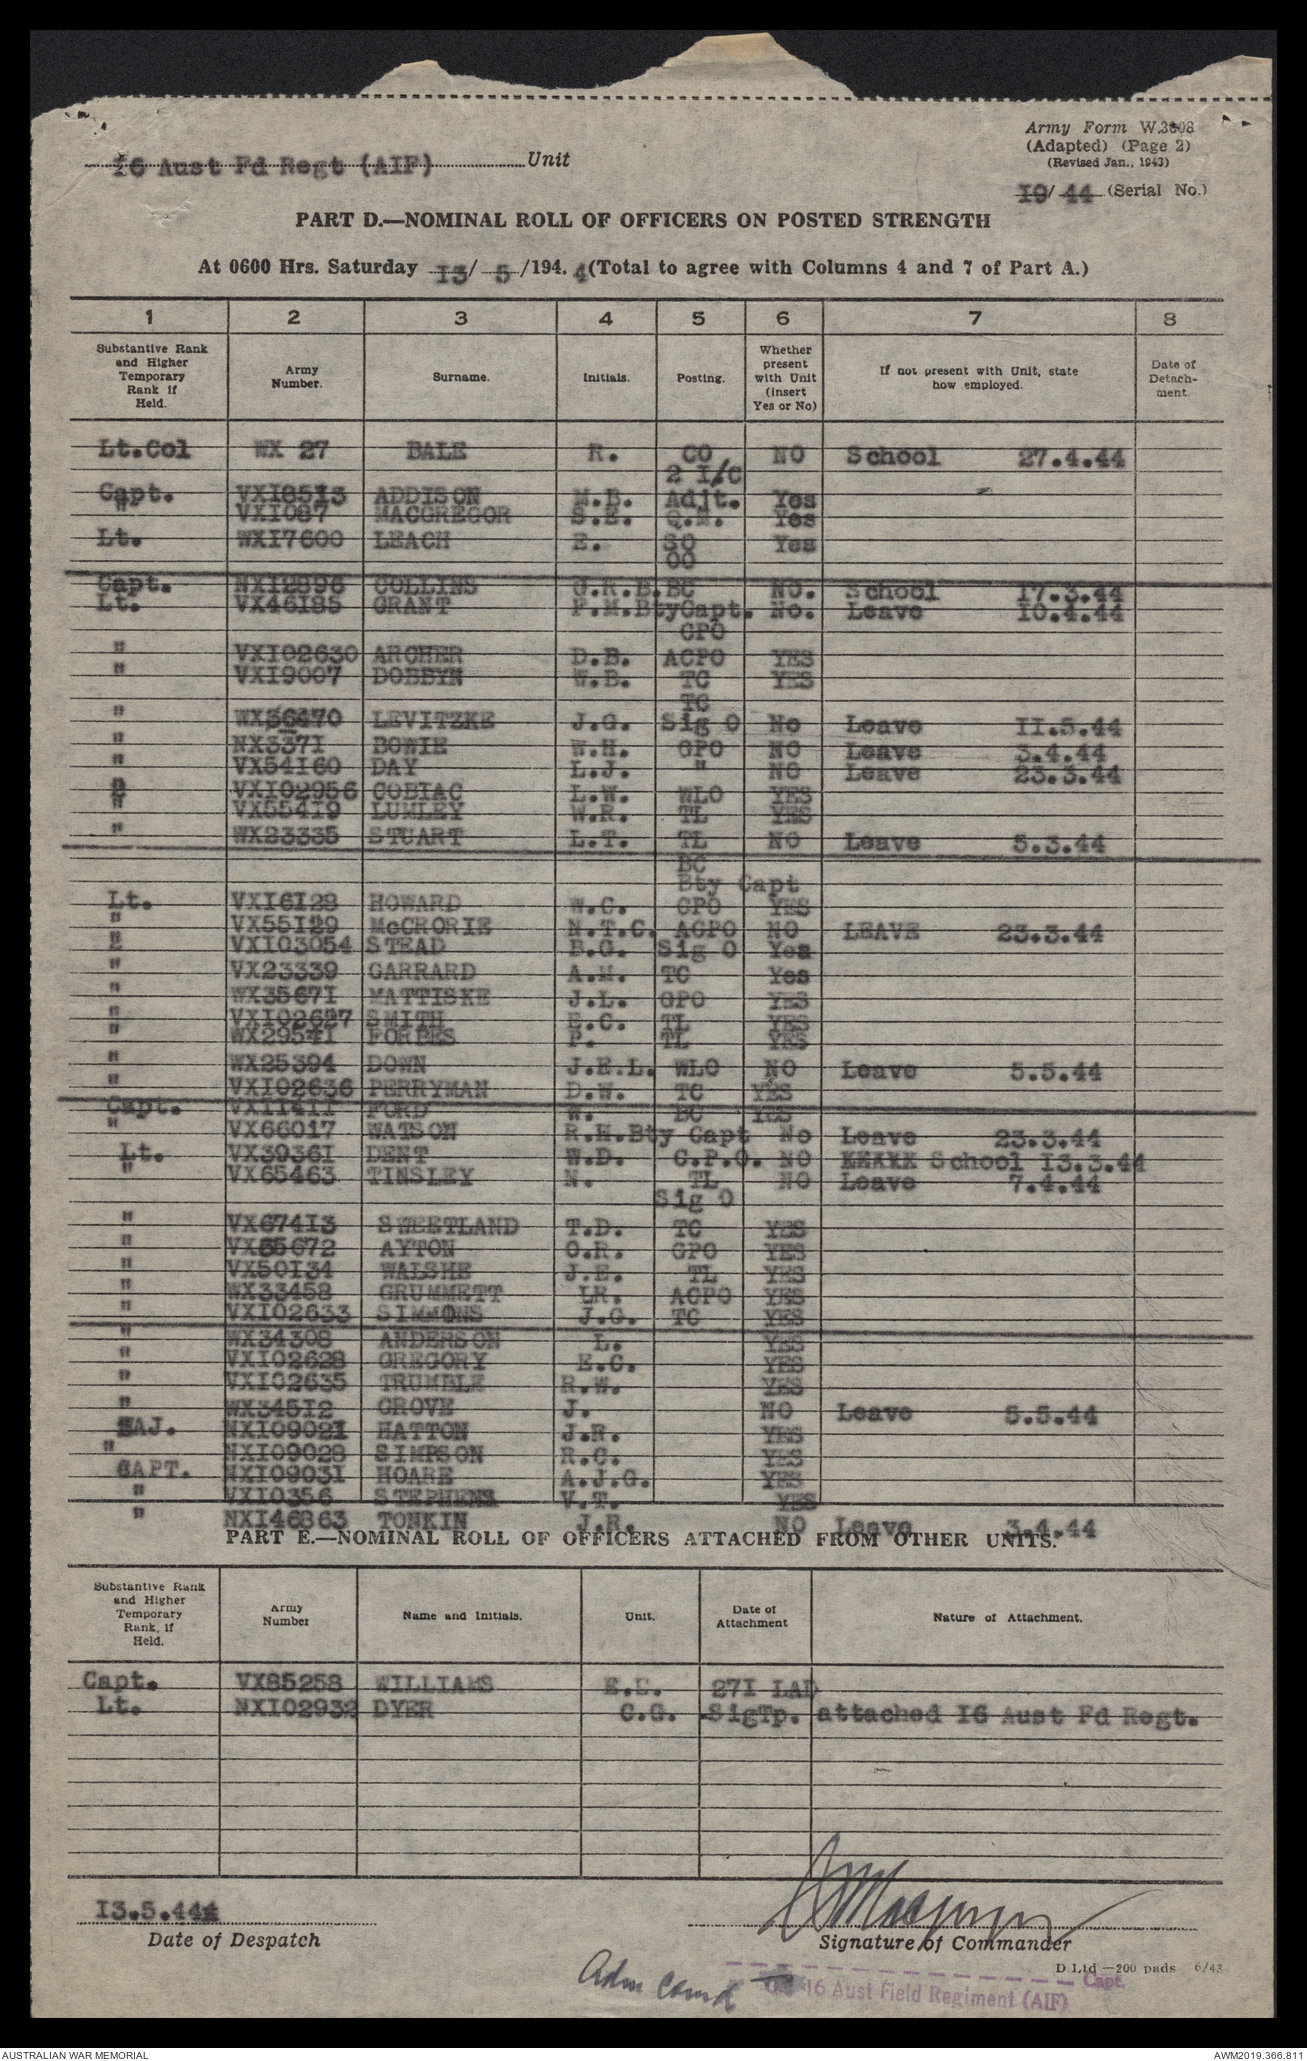 Army Form W.3008
(Adapted) (Page 2)
(Revised Jan., 1943)
16 Aust Fd Regt (AIF) Unit
19/ 44 (Serial No.)
PART D.—NOMINAL ROLL OF OFFICERS ON POSTED STRENGTH
At 0600 Hrs. Saturday 13/ 5 /194.4 (Total to agree with Columns 4 and 7 of Part A.)
1 2 3 4 5 6 7 8
Substantive Rank and Higher Temporary Rank if Held. Army Number. Surname. Initials. Posting. Whether present with Unit (insert Yes or No) If not present with Unit, state how employed. Date of Detachment
Lt.Col WX 27 BALE R. CO NO School 27.4.44
2 I/C
Capt. VX18513 ADDISON M.B. Adjt. Yes
" VX1087 MACGREGOR S.E. Q.M. Yes
Lt. WX17600 LEACH E. SO Yes
OO
Capt. NX12896 COLLINS G.R.B. BC NO. School 17.3.44
Lt. VX46185 GRANT P.M. BtyCapt. No. Leave 10.4.44
GPO
" VX102630 ARCHER D.B. AGPO YES
" VX19007 DOBBYN W.B. TC YES
TC
" WX36470 LEVITZKE J.G. Sig O No Leave 11.5.44
" NX3371 BOWIE W.H. GPO NO Leave 3.4.44
" VX54160 DAY L.J. " NO Leave 23.3.44
" VX102956 COBIAC L.W. WLO YES
" VX55419 LUMLEY W.R. TL YES
" WX23335 STUART L.T. TL NO Leave 5.3.44
BC
Bty Capt
Lt. VX16128 HOWARD W.C. GPO YES
" VX55129 McCRORIE N.T.C. AGPO NO LEAVE 23.3.44
" VX103054 STEAD B.G. Sig O Yes
" VX23339 GARRARD A.M. TC Yes
" WX35671 MATTISKE J.L. GPO YES
" VX102627 SMITH E.C. TL YES
" WX29541 FORBES P. TL YES
" WX25394 DOWN J.E.L. WLO NO Leave 5.5.44
" VX102636 PERRYMAN D.W. TC YES
Capt. VX11411 FORD W. BC YES
" VX66017 WATSON R.H. Bty Capt No Leave 23.3.44
Lt. VX39361 DENT W.D. G.P.O. NO School 13.3.44
" VX65463 TINSLEY N. TL NO Leave 7.4.44
Sig O
" VX67413 SWEETLAND T.D. TC YES
" VX55672 AYTON O.R. GPO YES
" VX50134 WALSHE J.E. TL YES
" WX33458 GRUMMETT LR. AGPO YES
" VX102633 SIMMONS J.G. TC YES
" WX34308 ANDERSON L. YES
" VX102628 GREGORY E.C. YES
" VX102635 TRUMBLE R.W. YES
" WX34512 GROVE J. NO Leave 5.5.44
MAJ. NX109021 HATTON J.R. YES
" NX109028 SIMPSON R.C. YES
CAPT. NX109031 HOARE A.J.G. YES
" VX10356 STEPHENS V.T. YES
" NX146863 TONKIN J.R. NO Leave 3.4.44
PART E.—NOMINAL ROLL OF OFFICERS ATTACHED FROM OTHER UNITS.
Substantive Rank and Higher Temporary Rank, if Held. Army Number Name and Initials. Unit. Date of Attachment Nature of Attachment.
Capt. VX85258 WILLIAMS E.E. 271 LAD
Lt. NX102932 DYER C.G. SigTp. attached 16 Aust Fd Regt.
13.5.44
Date of Despatch
Signature of Commander
D Ltd —200 pads 6/43
Adm Comd
Capt.
16 Aust Field Regiment (AIF)
AUSTRALIAN WAR MEMORIAL
AWM2019.366.811